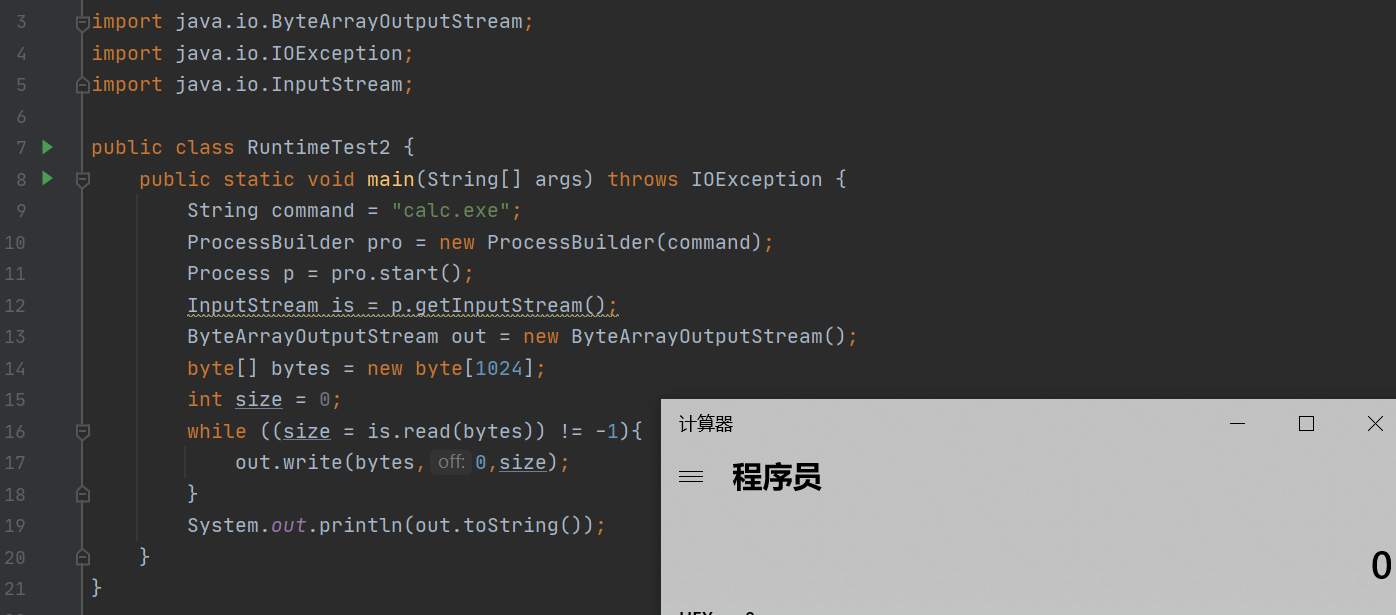 3 import java.io.ByteArrayOutputStream;
4 import java.io.IOException;
5 import java.io.InputStream;
6
7 public class RuntimeTest2 {
8     public static void main(String[] args) throws IOException {
9         String command = "calc.exe";
10         ProcessBuilder pro = new ProcessBuilder(command);
11         Process p = pro.start();
12         InputStream is = p.getInputStream();
13         ByteArrayOutputStream out = new ByteArrayOutputStream();
14         byte[] bytes = new byte[1024];
15         int size = 0;
16         while ((size = is.read(bytes)) != -1){
17             out.write(bytes, off: 0,size);
18         }
19         System.out.println(out.toString());
20     }
21 }
计算器
程序员
0